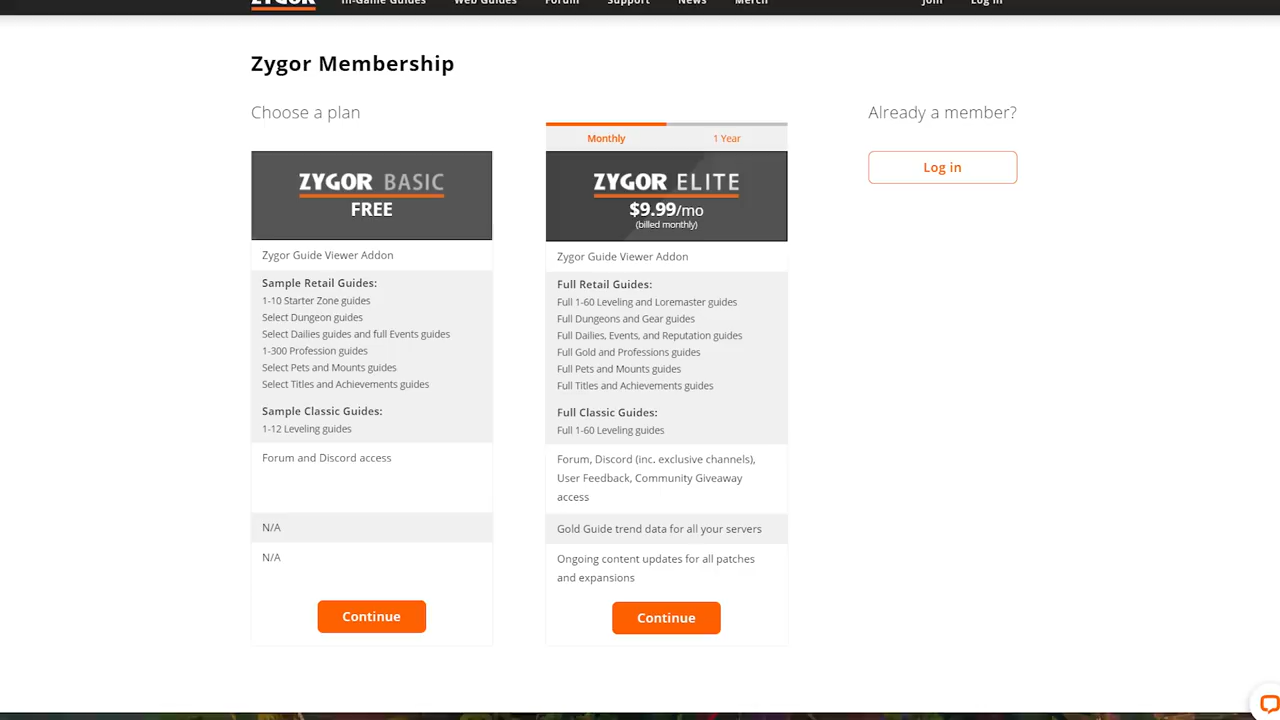 ZYGOR In-Game Guides Web Guides Forum Support News Merch Join Log In
Zygor Membership
Choose a plan
Already a member?
Monthly 1 Year
Log in
ZYGOR BASIC
FREE
Zygor Guide Viewer Addon
Sample Retail Guides:
1-10 Starter Zone guides
Select Dungeon guides
Select Dailies guides and full Events guides
1-300 Profession guides
Select Pets and Mounts guides
Select Titles and Achievements guides
Sample Classic Guides:
1-12 Leveling guides
Forum and Discord access
N/A
N/A
Continue
ZYGOR ELITE
$9.99/mo
(billed monthly)
Zygor Guide Viewer Addon
Full Retail Guides:
Full 1-60 Leveling and Loremaster guides
Full Dungeons and Gear guides
Full Dailies, Events, and Reputation guides
Full Gold and Professions guides
Full Pets and Mounts guides
Full Titles and Achievements guides
Full Classic Guides:
Full 1-60 Leveling guides
Forum, Discord (inc. exclusive channels),
User Feedback, Community Giveaway
access
Gold Guide trend data for all your servers
Ongoing content updates for all patches
and expansions
Continue